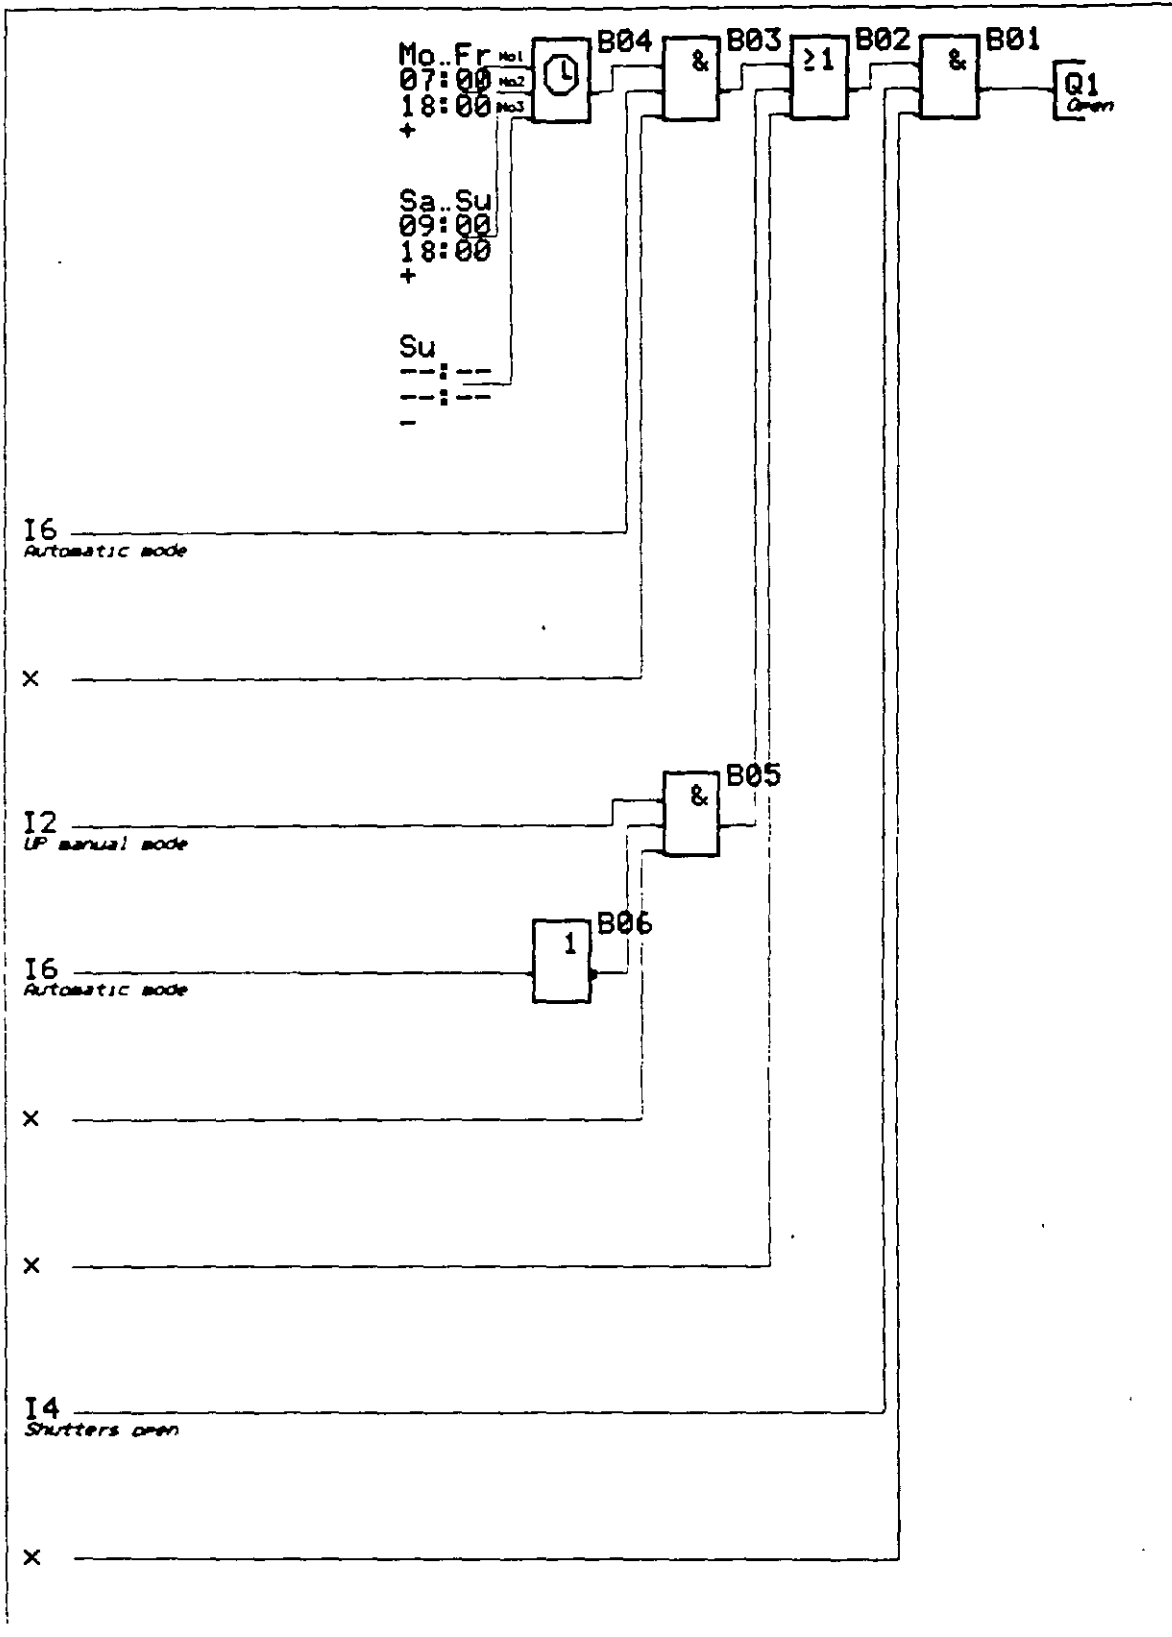 Mo..Fr No1 B04 & B03 ≥1 B02 & B01
07:00 No2 Q1
18:00 No3 Open
+
Sa..Su
09:00
18:00
+
Su
--:--
--:--
-
I6
Automatic mode
x
& B05
I2
UP manual mode
1 B06
I6
Automatic mode
x
x
I4
Shutters open
x